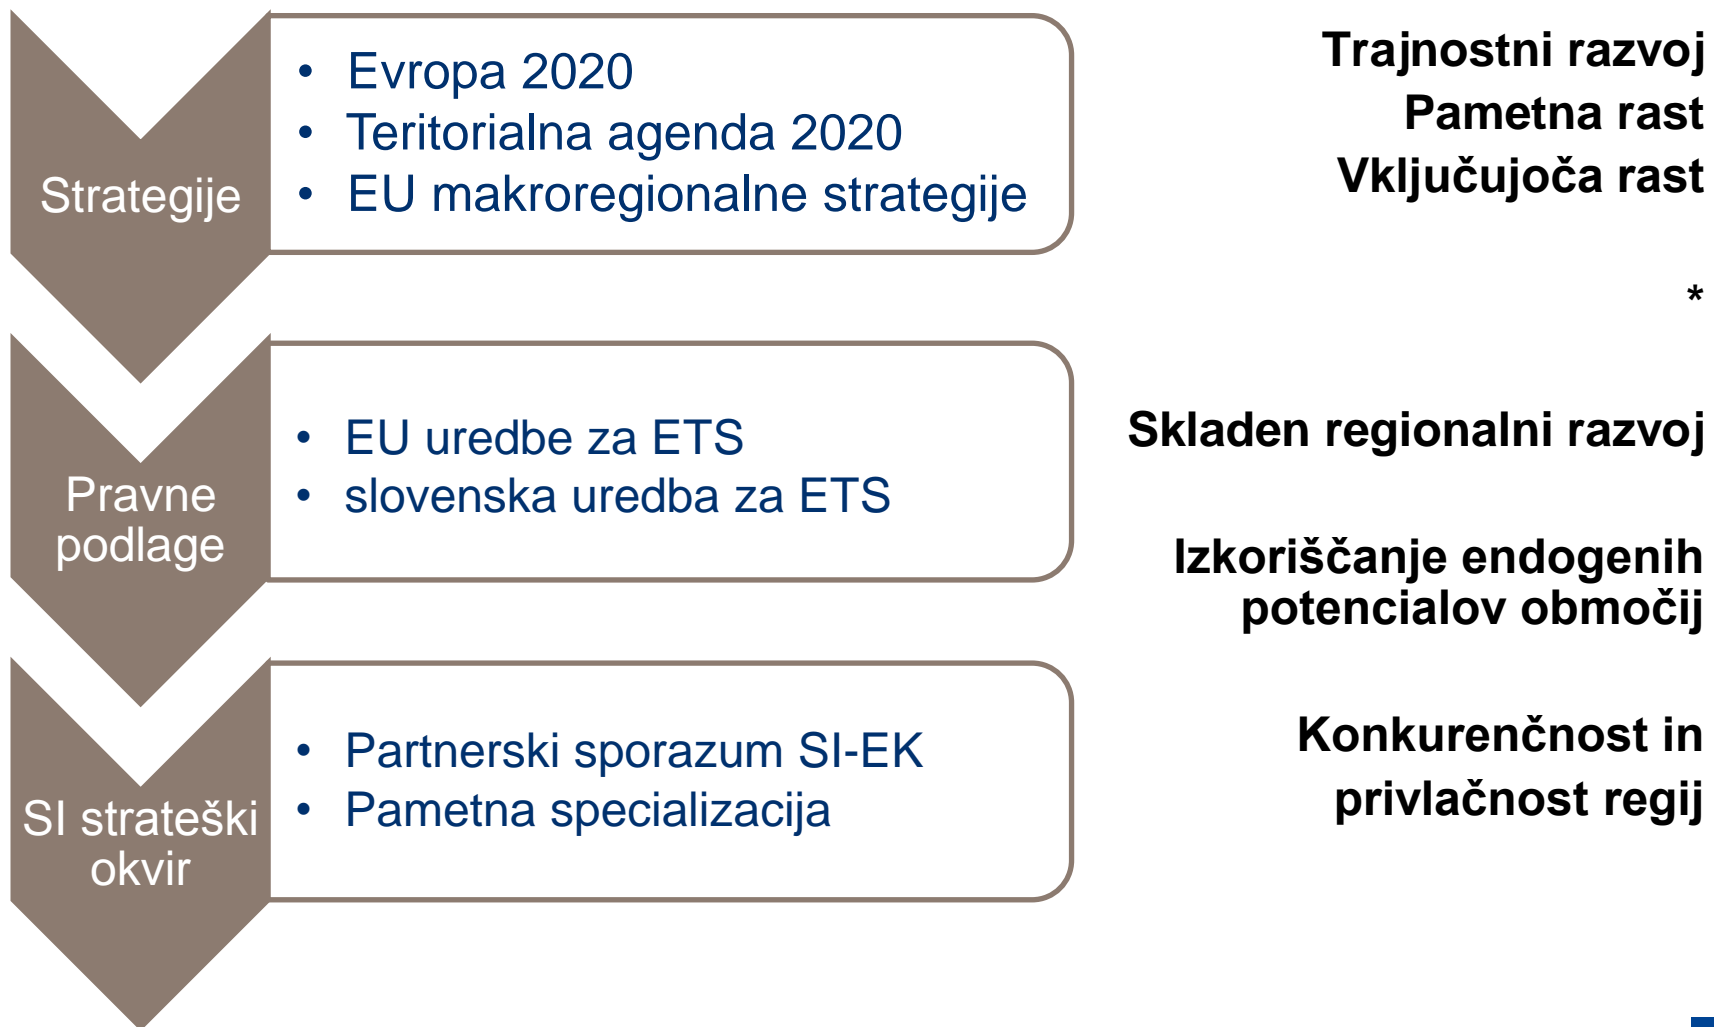 Strategije
• Evropa 2020
• Teritorialna agenda 2020
• EU makroregionalne strategije
Pravne
podlage
• EU uredbe za ETS
• slovenska uredba za ETS
SI strateški
okvir
• Partnerski sporazum SI-EK
• Pametna specializacija
Trajnostni razvoj
Pametna rast
Vključujoča rast
*
Skladen regionalni razvoj
Izkoriščanje endogenih
potencialov območij
Konkurenčnost in
privlačnost regij